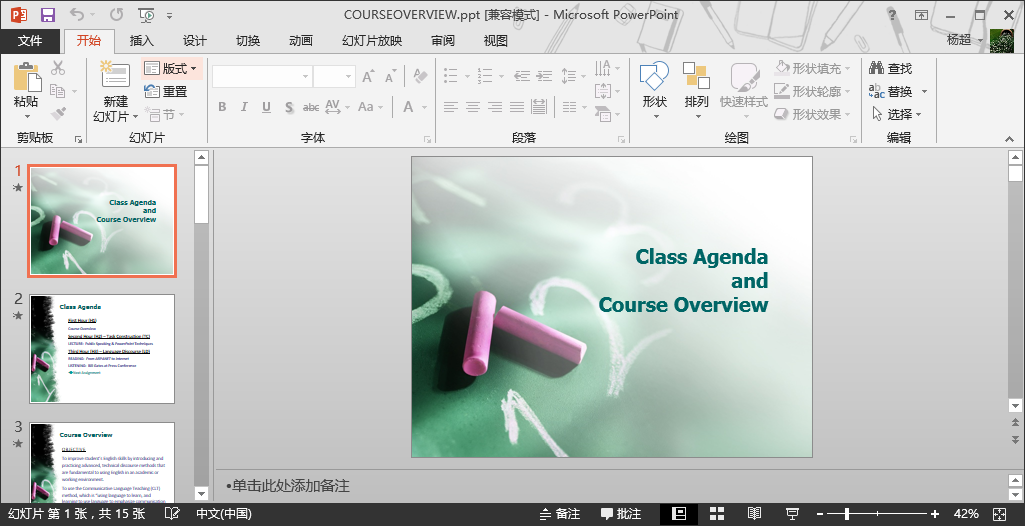 COURSEOVERVIEW.ppt [兼容模式] - Microsoft PowerPoint
文件 开始 插入 设计 切换 动画 幻灯片放映 审阅 视图 杨超
粘贴
剪贴板
新建
幻灯片
版式
重置
节
幻灯片
B I U S abc AV Aa A
字体
段落
形状
排列
快速样式
形状填充
形状轮廓
形状效果
绘图
查找
替换
选择
编辑
1
Class Agenda
and
Course Overview
2
Class Agenda
First Hour (H1)
Course Overview
Second Hour (H2) – Task Construction (TC)
LECTURE: Public Speaking & PowerPoint Techniques
Third Hour (H3) – Language Discourse (LD)
READING: From ARPANET to Internet
LISTENING: Bill Gates at Press Conference
3
Course Overview
OBJECTIVE
To improve student's English skills by introducing and
practicing advanced, technical discourse methods that
are fundamental to using English in an academic or
working environment.
To use the Communicative Language Teaching (CLT)
method, which is "using language to learn, and
learning to use language to emphasize communication
Class Agenda
and
Course Overview
•单击此处添加备注
幻灯片 第 1 张，共 15 张 中文(中国) 备注 批注 42%